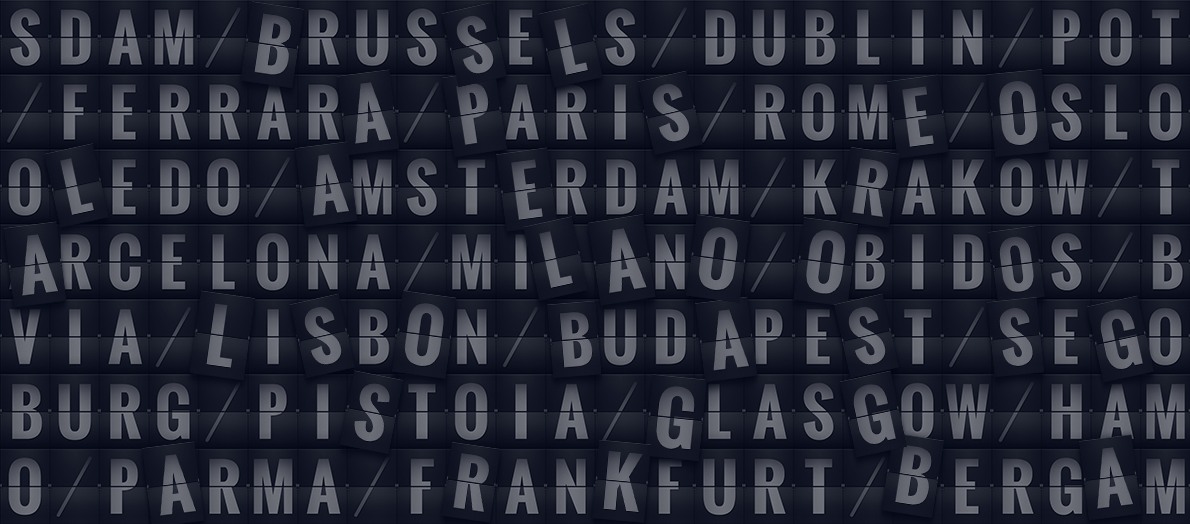 SDAM/BRUSSELS/DUBLIN/POT
/FERRARA/PARIS/ROME/OSLO
OLEDO/AMSTERDAM/KRAKOW/T
ARCELONA/MILANO/OBIDOS/B
VIA/LISBON/BUDAPEST/SEGO
BURG/PISTOIA/GLASGOW/HAM
O/PARMA/FRANKFURT/BERGAM